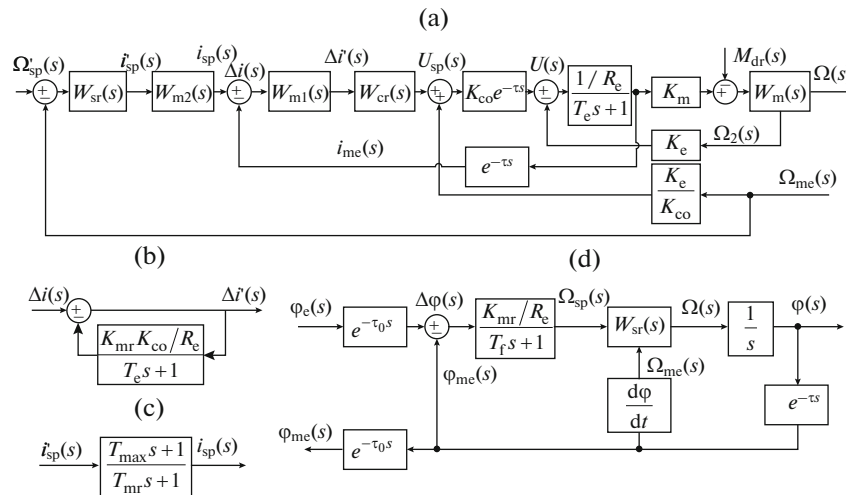 (a)
Ω′sp(s) i′sp(s) isp(s) Δi(s) Δi′(s) Usp(s) U(s) Mdr(s) Ω(s
± Wsr(s) Wm2(s) ± Wm1(s) Wcr(s) + + Kco e^−τs ± 1/Re / Te s + 1 Km ∓ Wm(s)
Ke Ω2(s)
ime(s) e^−τs
Ke / Kco Ωme(s)
(b)
Δi(s) ± Δi′(s)
Kmr Kco/Re / Te s + 1
(c)
i′sp(s) Tmax s + 1 / Tmr s + 1 isp(s)
(d)
φe(s) e^−τ0s Δφ(s) ± Kmr/Re / Tf s + 1 Ωsp(s) Wsr(s) Ω(s) 1 / s φ(s)
φme(s) Ωme(s)
dφ / dt e^−τs
φme(s) e^−τ0s